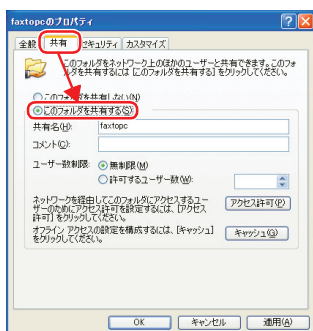 faxtopcのプロパティ
全般 共有 セキュリティ カスタマイズ
このフォルダをネットワーク上のほかのユーザーと共有できます。このフォ
ルダを共有するには [このフォルダを共有する] をクリックしてください。
このフォルダを共有しない(N)
このフォルダを共有する(S)
共有名(H): faxtopc
コメント(C):
ユーザー数制限: 無制限(M)
許可するユーザー数(W):
ネットワークを経由してこのフォルダにアクセスするユー
ザーのためにアクセス許可を設定するには、[アクセス
許可] をクリックしてください。
アクセス許可(P)
オフライン アクセスの設定を構成するには、[キャッシュ]
をクリックしてください。
キャッシュ(G)
OK キャンセル 適用(A)